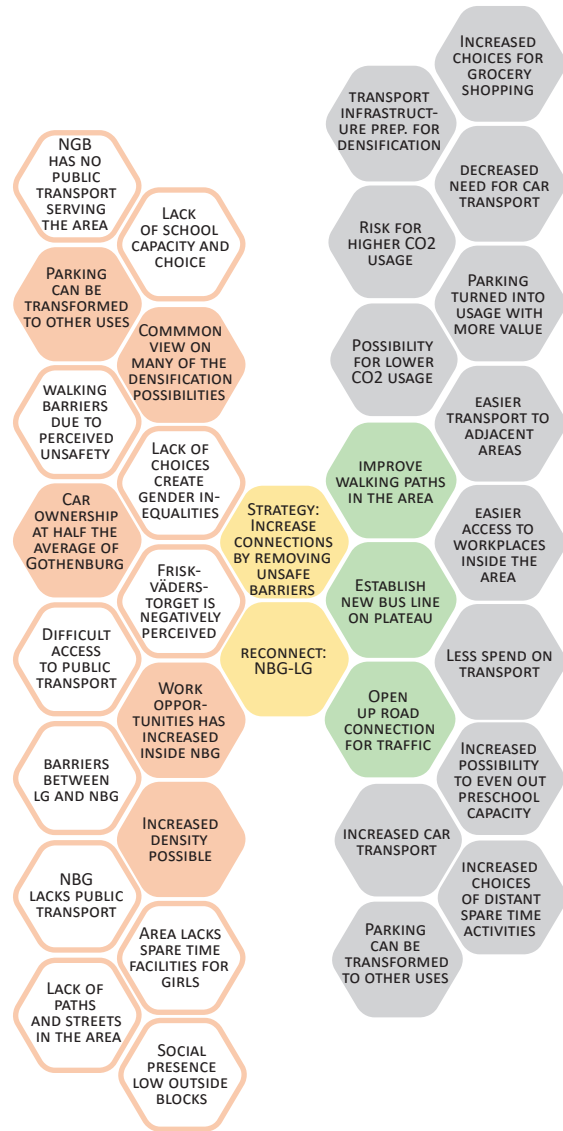 NGB
HAS NO
PUBLIC
TRANSPORT
SERVING
THE AREA
LACK
OF SCHOOL
CAPACITY AND
CHOICE
PARKING
CAN BE
TRANSFORMED
TO OTHER USES
COMMMON
VIEW ON
MANY OF THE
DENSIFICATION
POSSIBILITIES
WALKING
BARRIERS
DUE TO
PERCEIVED
UNSAFETY
LACK OF
CHOICES
CREATE
GENDER IN-
EQUALITIES
CAR
OWNERSHIP
AT HALF THE
AVERAGE OF
GOTHENBURG
FRISK-
VÄDERS-
TORGET IS
NEGATIVELY
PERCEIVED
DIFFICULT
ACCESS
TO PUBLIC
TRANSPORT
WORK
OPPOR-
TUNITIES HAS
INCREASED
INSIDE NBG
BARRIERS
BETWEEN
LG AND NBG
INCREASED
DENSITY
POSSIBLE
NBG
LACKS PUBLIC
TRANSPORT
AREA LACKS
SPARE TIME
FACILITIES FOR
GIRLS
LACK OF
PATHS
AND STREETS
IN THE AREA
SOCIAL
PRESENCE
LOW OUTSIDE
BLOCKS
STRATEGY:
INCREASE
CONNECTIONS
BY REMOVING
UNSAFE
BARRIERS
RECONNECT:
NBG-LG
IMPROVE
WALKING PATHS
IN THE AREA
ESTABLISH
NEW BUS LINE
ON PLATEAU
OPEN
UP ROAD
CONNECTION
FOR TRAFFIC
INCREASED
CHOICES FOR
GROCERY
SHOPPING
TRANSPORT
INFRASTRUCT-
URE PREP. FOR
DENSIFICATION
DECREASED
NEED FOR CAR
TRANSPORT
RISK FOR
HIGHER CO2
USAGE
PARKING
TURNED INTO
USAGE WITH
MORE VALUE
POSSIBILITY
FOR LOWER
CO2 USAGE
EASIER
TRANSPORT TO
ADJACENT
AREAS
EASIER
ACCESS TO
WORKPLACES
INSIDE THE
AREA
LESS SPEND ON
TRANSPORT
INCREASED
POSSIBILITY
TO EVEN OUT
PRESCHOOL
CAPACITY
INCREASED CAR
TRANSPORT
INCREASED
CHOICES
OF DISTANT
SPARE TIME
ACTIVITIES
PARKING
CAN BE
TRANSFORMED
TO OTHER USES